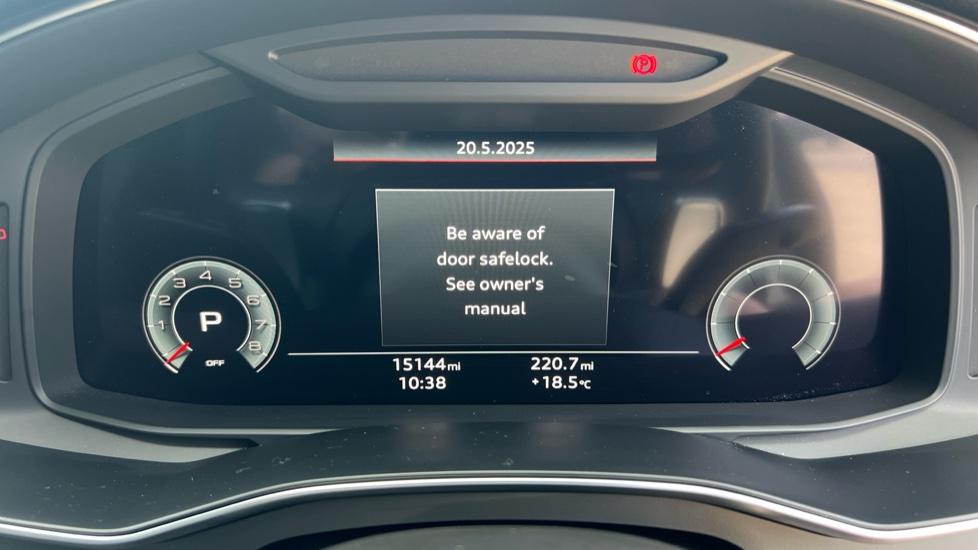 20.5.2025
Be aware of
door safelock.
See owner's
manual
1 2 3 4 5 6 7 8
P
OFF
15144mi 220.7mi
10:38 +18.5°C